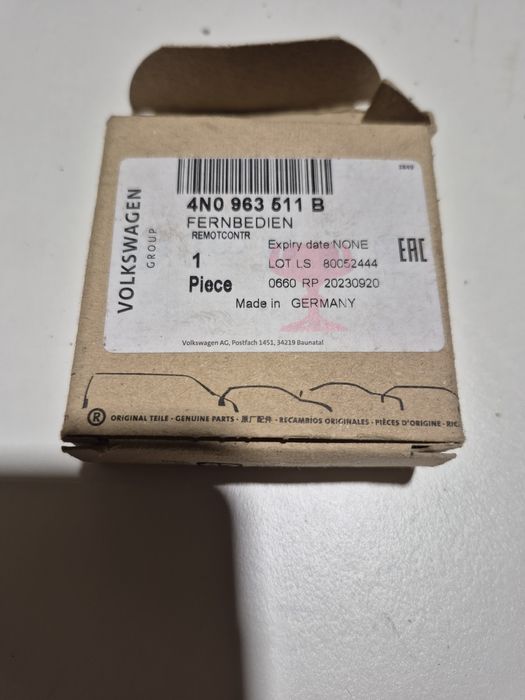 VOLKSWAGEN
GROUP
4N0 963 511 B
FERNBEDIEN
REMOTCONTR
1
Piece
Expiry date NONE
LOT LS 80052444
0660 RP 20230920
Made in GERMANY
EAC
Volkswagen AG, Postfach 1451, 34219 Baunatal
® ORIGINAL TEILE · GENUINE PARTS · 原厂配件 · RECAMBIOS ORIGINALES · PIÈCES D'ORIGINE · RIC